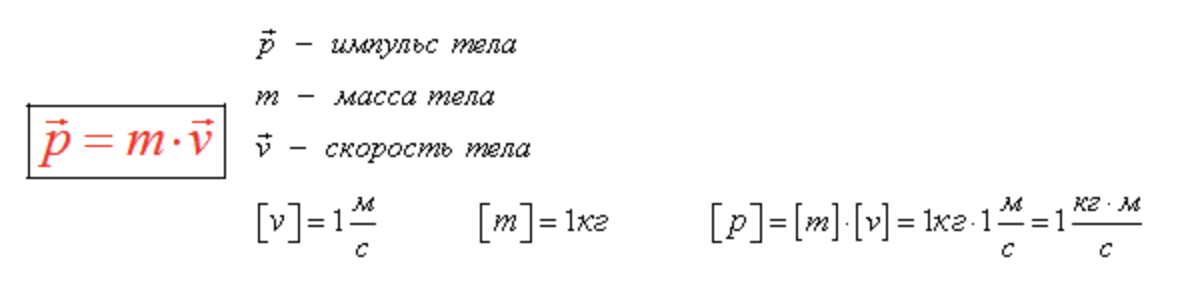 p⃗ – импульс тела
m – масса тела
p⃗ = m · v⃗
v⃗ – скорость тела
[v] = 1 м/с [m] = 1кг [p] = [m] · [v] = 1кг · 1 м/с = 1 кг · м/с